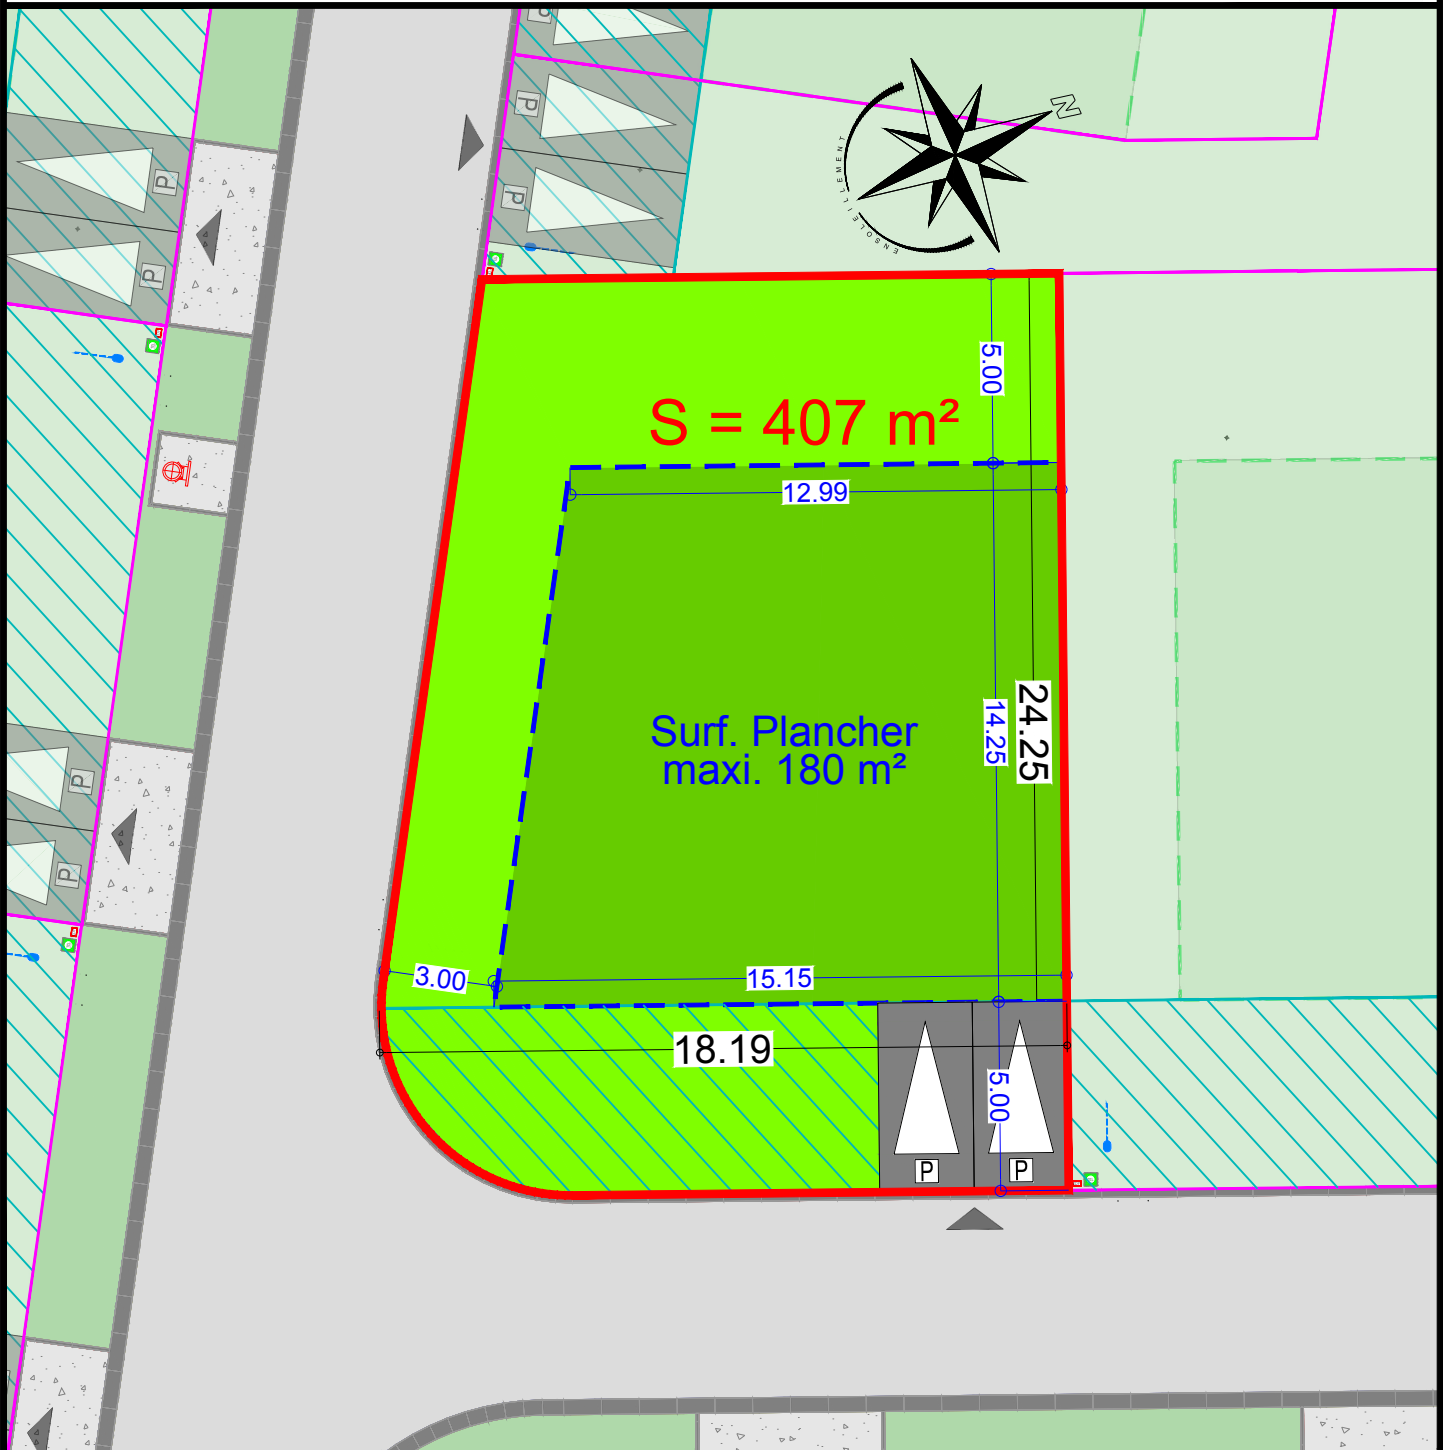 P
P
N
ENSOLEILLEMENT
P
P
P
5.00
S = 407 m²
12.99
Surf. Plancher
maxi. 180 m²
14.25
24.25
P
P
3.00
15.15
18.19
5.00
P
P